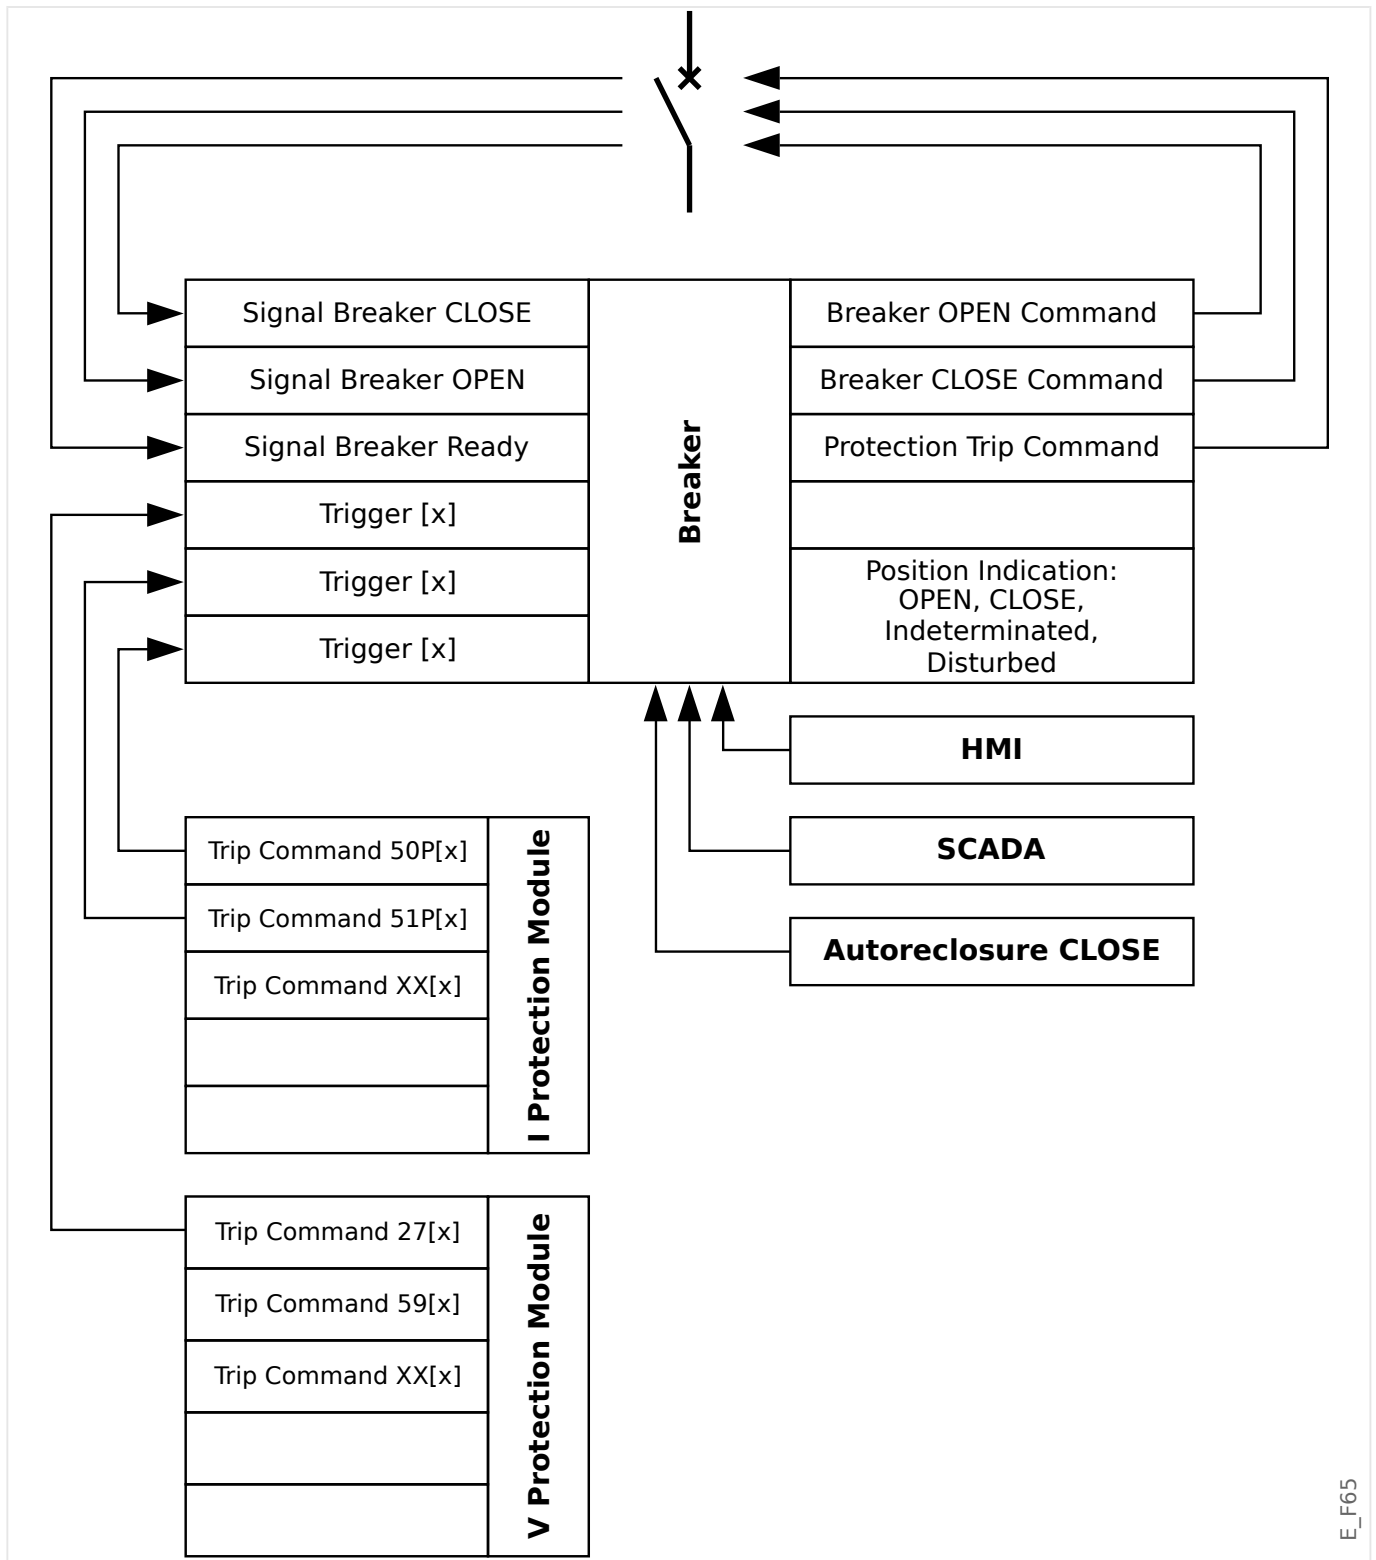 Signal Breaker CLOSE
Signal Breaker OPEN
Signal Breaker Ready
Trigger [x]
Trigger [x]
Trigger [x]
Breaker
Breaker OPEN Command
Breaker CLOSE Command
Protection Trip Command
Position Indication:
OPEN, CLOSE,
Indeterminated,
Disturbed
HMI
SCADA
Autoreclosure CLOSE
Trip Command 50P[x]
Trip Command 51P[x]
Trip Command XX[x]
I Protection Module
Trip Command 27[x]
Trip Command 59[x]
Trip Command XX[x]
V Protection Module
E_F65